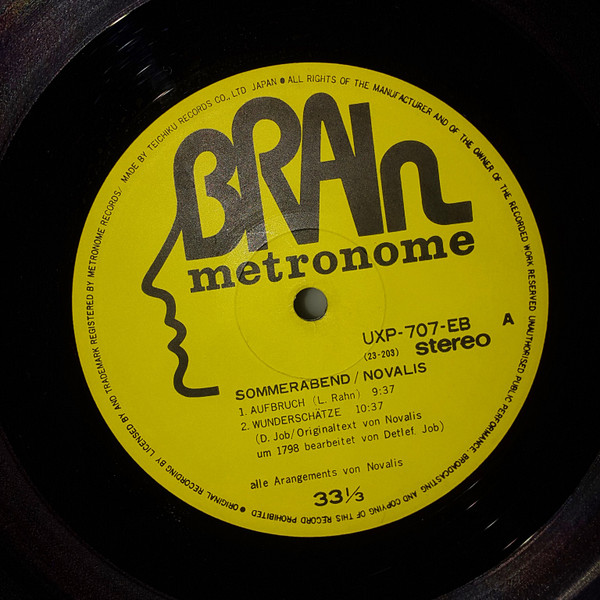 BRAIn
metronome
UXP-707-EB
A
(23-203) stereo
SOMMERABEND / NOVALIS
1. AUFBRUCH (L. Rahn) 9:37
2. WUNDERSCHÄTZE 10:37
(D. Job/Originaltext von Novalis
um 1798 bearbeitet von Detlef. Job)
alle Arangements von Novalis
33 1/3
● ORIGINAL RECORDING BY LICENSED BY AND TRADEMARK REGISTERED BY METRONOME RECORDS/ MADE BY TEICHIKU RECORDS CO., LTD JAPAN ● ALL RIGHTS OF THE MANUFACTURER AND OF THE OWNER OF THE RECORDED WORK RESERVED UNAUTHORISED PUBLIC PERFORMANCE BROADCASTING AND COPYING OF THIS RECORD PROHIBITED